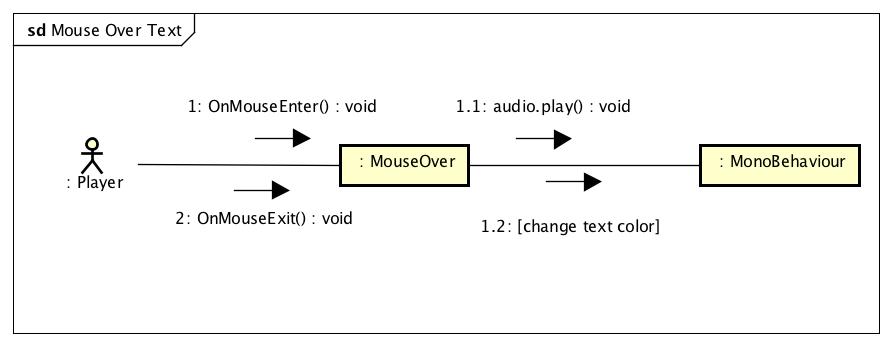 sd Mouse Over Text
1: OnMouseEnter() : void
1.1: audio.play() : void
: Player
: MouseOver
: MonoBehaviour
2: OnMouseExit() : void
1.2: [change text color]